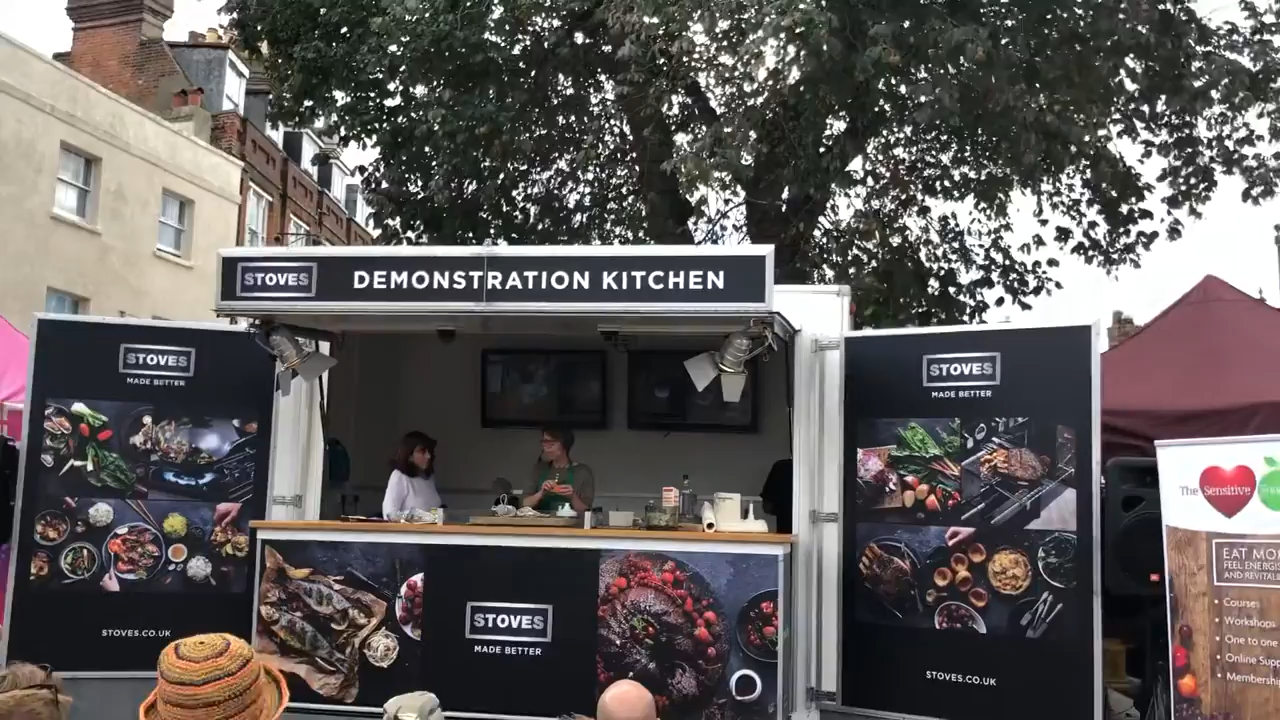 STOVES DEMONSTRATION KITCHEN
STOVES
MADE BETTER
STOVES.CO.UK
STOVES
MADE BETTER
STOVES
MADE BETTER
STOVES.CO.UK
The Sensitive
EAT MO
FEEL ENERGIS
AND REVITAL
• Courses
• Workshops
• One to one
• Online Supp
• Membership